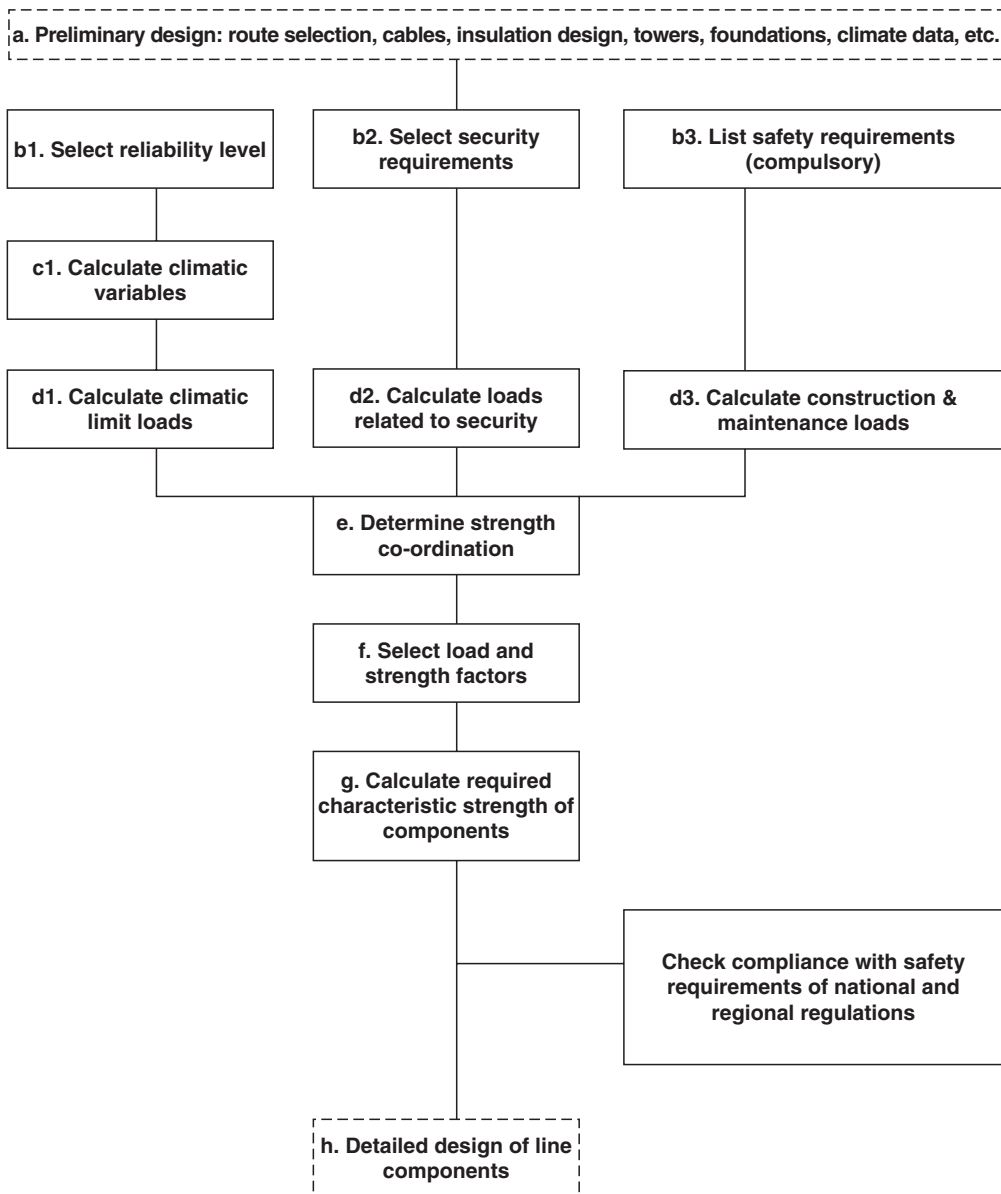 a. Preliminary design: route selection, cables, insulation design, towers, foundations, climate data, etc.
b1. Select reliability level
b2. Select security
requirements
b3. List safety requirements
(compulsory)
c1. Calculate climatic
variables
d1. Calculate climatic
limit loads
d2. Calculate loads
related to security
d3. Calculate construction &
maintenance loads
e. Determine strength
co-ordination
f. Select load and
strength factors
g. Calculate required
characteristic strength of
components
Check compliance with safety
requirements of national and
regional regulations
h. Detailed design of line
components